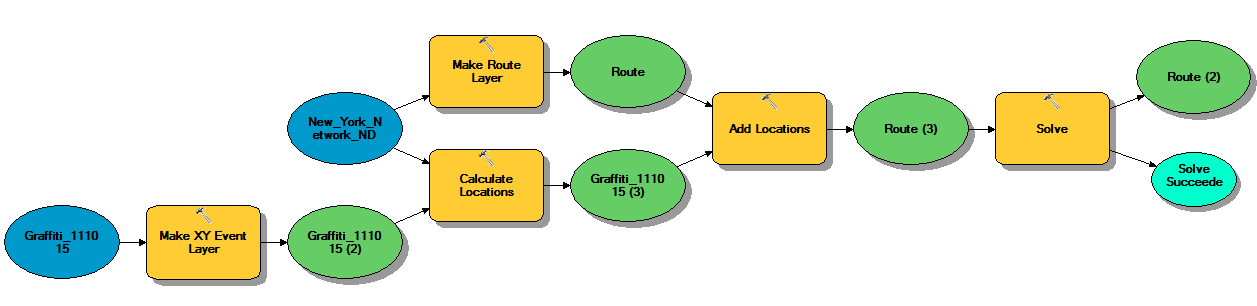 Make Route
Layer
Route
Route (2)
New_York_N
etwork_ND
Add Locations
Route (3)
Solve
Calculate
Locations
Graffiti_1110
15 (3)
Solve
Succeede
Graffiti_1110
15
Make XY Event
Layer
Graffiti_1110
15 (2)